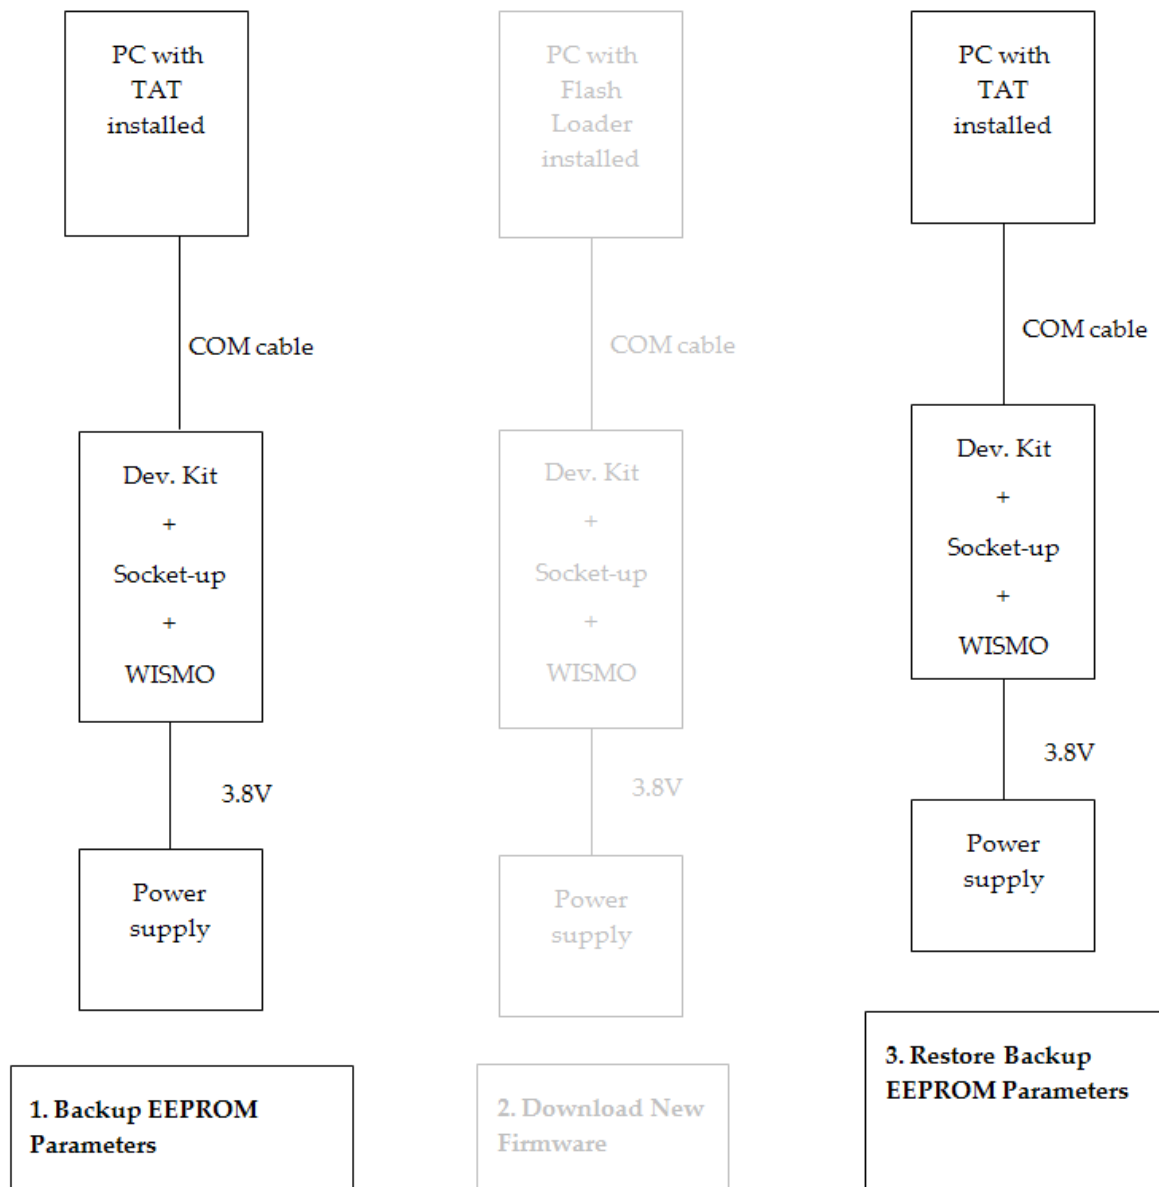 PC with
TAT
installed
COM cable
Dev. Kit
+
Socket-up
+
WISMO
3.8V
Power
supply
1. Backup EEPROM
Parameters
PC with
Flash
Loader
installed
COM cable
Dev. Kit
+
Socket-up
+
WISMO
3.8V
Power
supply
2. Download New
Firmware
PC with
TAT
installed
COM cable
Dev. Kit
+
Socket-up
+
WISMO
3.8V
Power
supply
3. Restore Backup
EEPROM Parameters